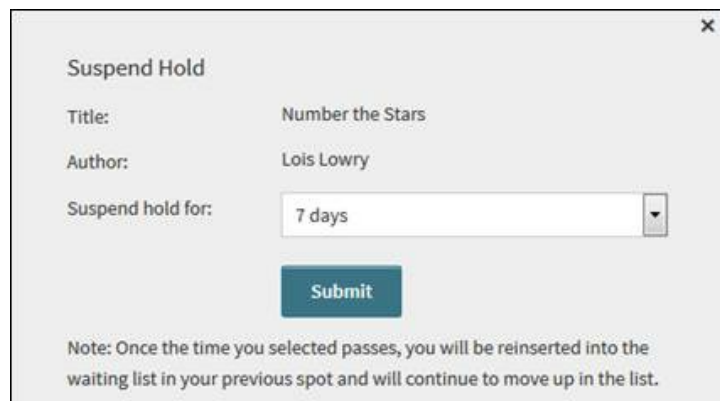 Suspend Hold
Title: Number the Stars
Author: Lois Lowry
Suspend hold for: 7 days
Submit
Note: Once the time you selected passes, you will be reinserted into the
waiting list in your previous spot and will continue to move up in the list.